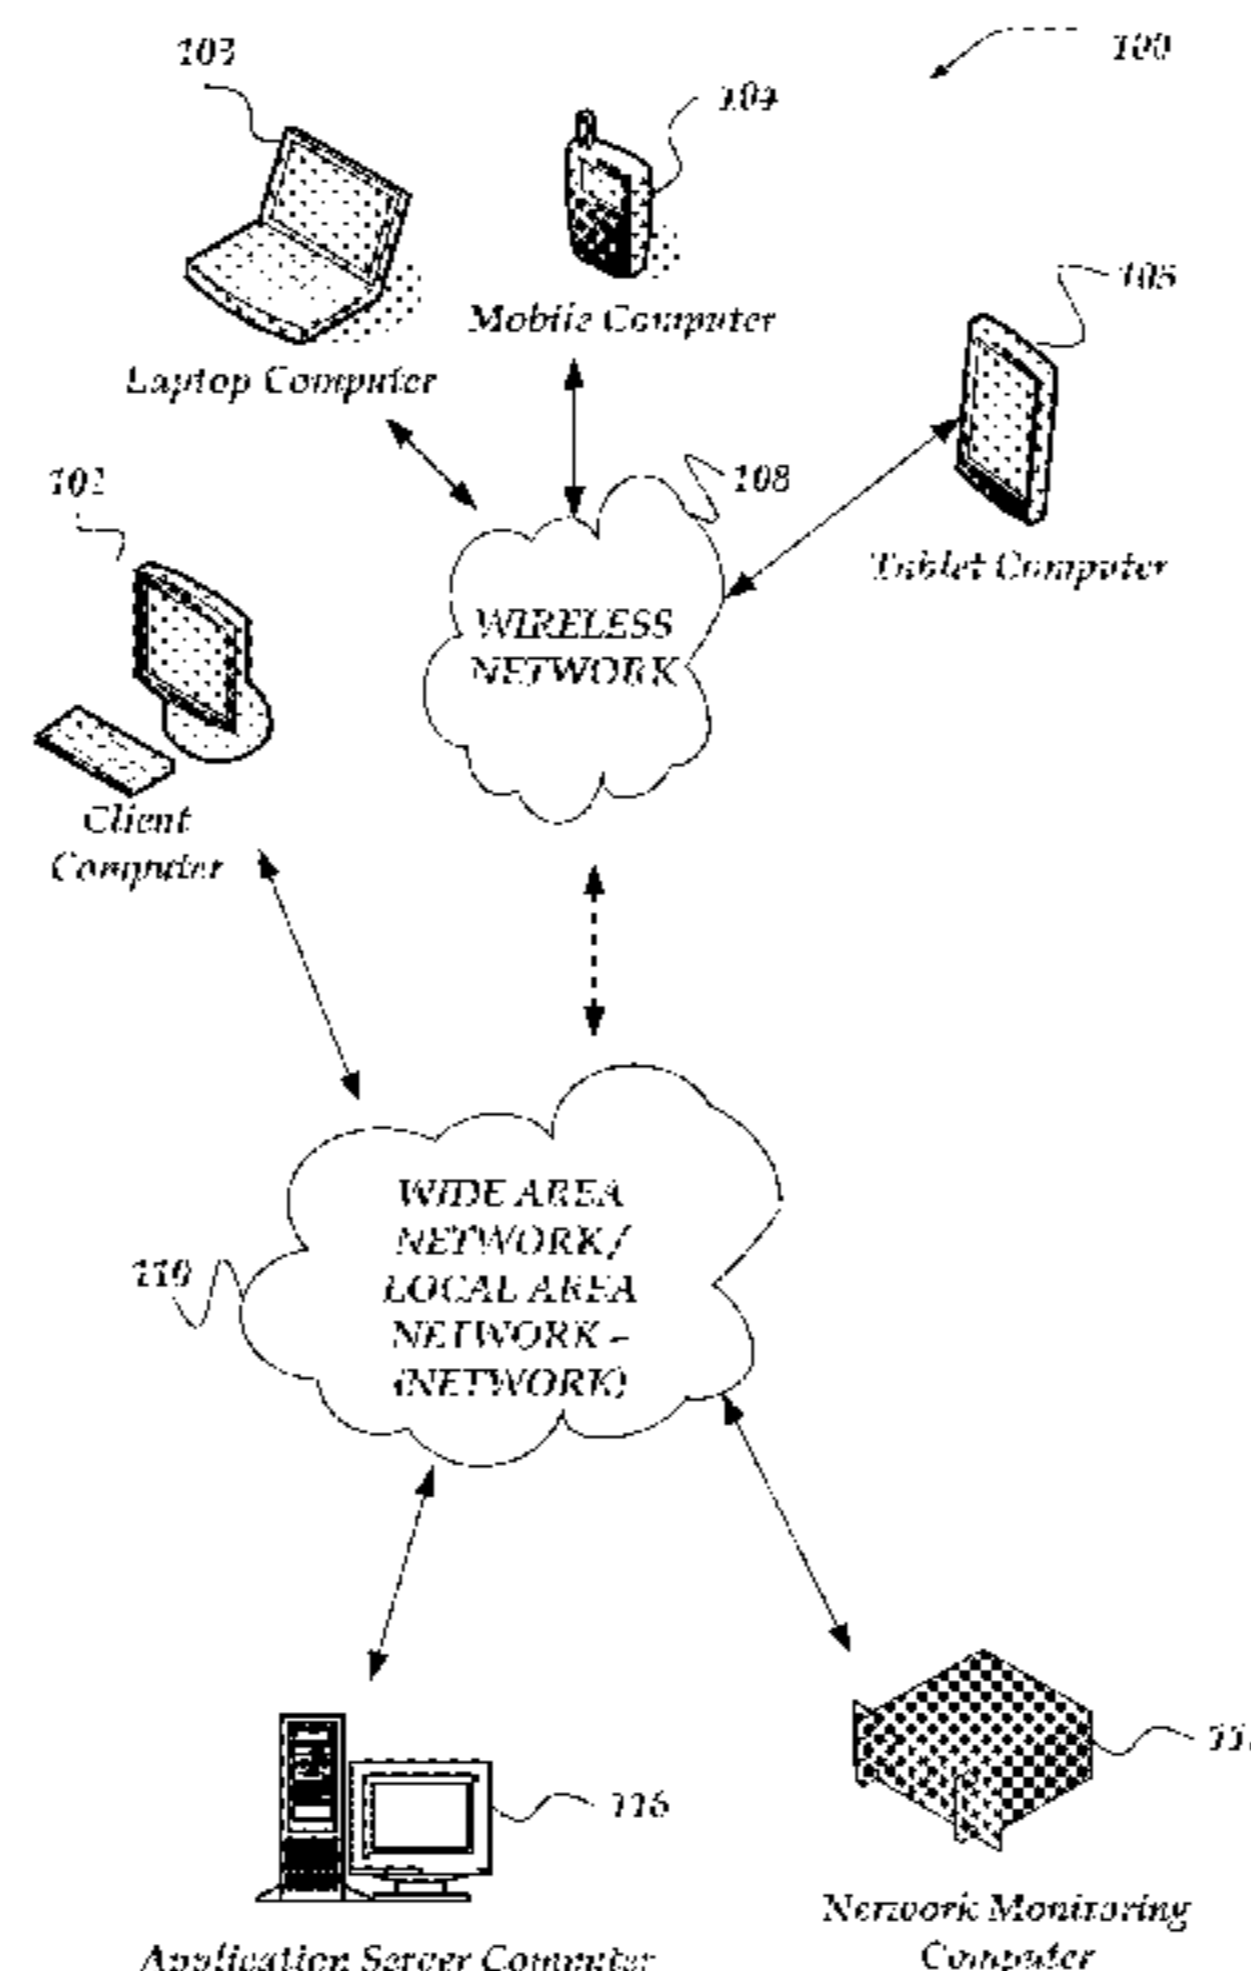 103
100
104
Mobile Computer
105
Laptop Computer
102
108
Tablet Computer
WIRELESS
NETWORK
Client
Computer
WIDE AREA
NETWORK/
LOCAL AREA
NETWORK –
(NETWORK)
110
116
Network Monitoring
Computer
Application Server Computer